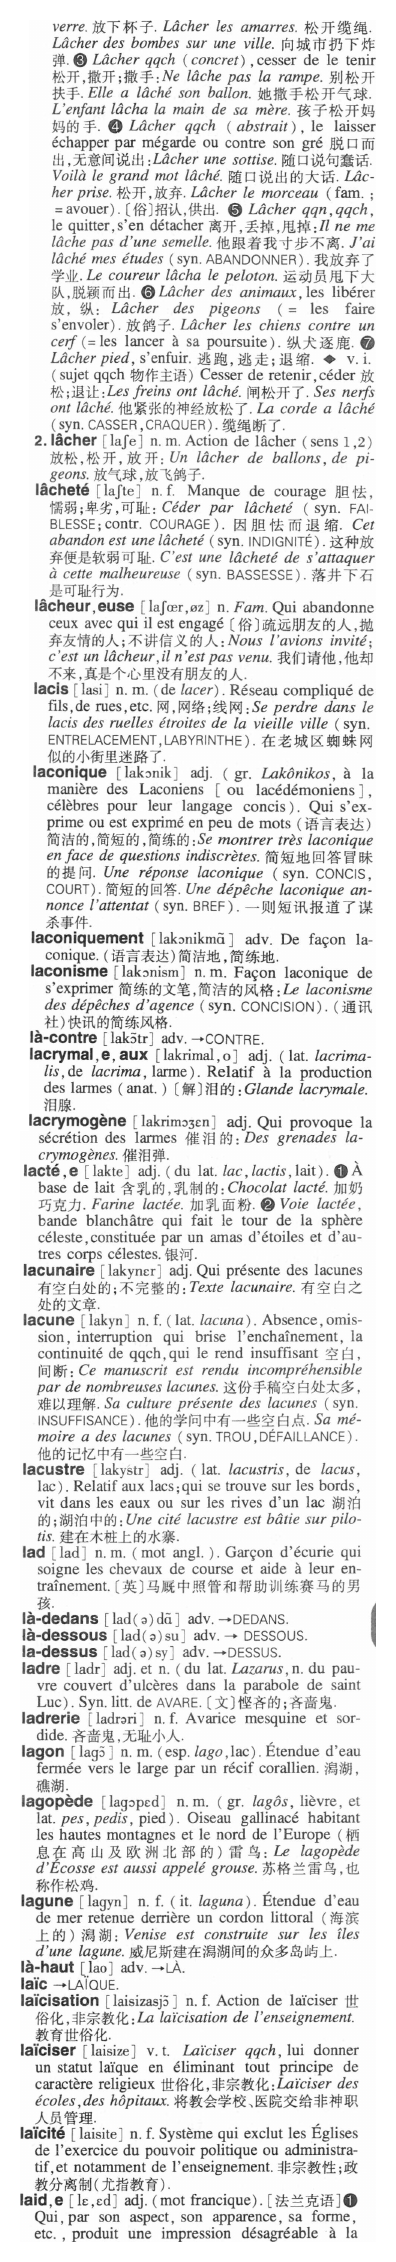 verre. 放下杯子. Lâcher les amarres. 松开缆绳.
Lâcher des bombes sur une ville. 向城市扔下炸
弹. ❸ Lâcher qqch (concret), cesser de le tenir
松开,撒开;撒手:Ne lâche pas la rampe. 别松开
扶手. Elle a lâché son ballon. 她撒手松开气球.
L'enfant lâcha la main de sa mère. 孩子松开妈
妈的手. ❹ Lâcher qqch (abstrait), le laisser
échapper par mégarde ou contre son gré 脱口而
出,无意间说出:Lâcher une sottise. 随口说句蠢话.
Voilà le grand mot lâché. 随口说出的大话. Lâc-
her prise. 松开,放弃. Lâcher le morceau (fam.;
=avouer). [俗]招认,供出. ❺ Lâcher qqn,qqch,
le quitter,s'en détacher 离开,丢掉,甩掉:Il ne me
lâche pas d'une semelle. 他跟着我寸步不离. J'ai
lâché mes études (syn. ABANDONNER). 我放弃了
学业. Le coureur lâcha le peloton. 运动员甩下大
队,脱颖而出. ❻ Lâcher des animaux,les libérer
放, 纵: Lâcher des pigeons (= les faire
s'envoler). 放鸽子. Lâcher les chiens contre un
cerf (= les lancer à sa poursuite). 纵犬逐鹿. ❼
Lâcher pied, s'enfuir. 逃跑,逃走;退缩. ◆ v. i.
(sujet qqch 物作主语) Cesser de retenir,céder 放
松;退让:Les freins ont lâché. 闸松开了. Ses nerfs
ont lâché. 他紧张的神经放松了. La corde a lâché
(syn. CASSER,CRAQUER). 缆绳断了.
2. lâcher [laʃe] n. m. Action de lâcher (sens 1,2)
放松,松开,放开: Un lâcher de ballons, de pi-
geons. 放气球,放飞鸽子.
lâcheté [laʃte] n. f. Manque de courage 胆怯,
懦弱;卑劣,可耻: Céder par lâcheté (syn. FAI-
BLESSE; contr. COURAGE). 因胆怯而退缩. Cet
abandon est une lâcheté (syn. INDIGNITÉ). 这种放
弃便是软弱可耻. C'est une lâcheté de s'attaquer
à cette malheureuse (syn. BASSESSE). 落井下石
是可耻行为.
lâcheur,euse [laʃœr,øz] n. Fam. Qui abandonne
ceux avec qui il est engagé [俗]疏远朋友的人,抛
弃友情的人;不讲信义的人: Nous l'avions invité;
c'est un lâcheur,il n'est pas venu. 我们请他,他却
不来,真是个心里没有朋友的人.
lacis [lasi] n. m. (de lacer). Réseau compliqué de
fils,de rues,etc. 网,网络;线网:Se perdre dans le
lacis des ruelles étroites de la vieille ville (syn.
ENTRELACEMENT,LABYRINTHE). 在老城区蜘蛛网
似的小街里迷路了.
laconique [lakɔnik] adj. (gr. Lakônikos, à la
manière des Laconiens [ou lacédémoniens],
célèbres pour leur langage concis). Qui s'ex-
prime ou est exprimé en peu de mots (语言表达)
简洁的,简短的,简练的:Se montrer très laconique
en face de questions indiscrètes. 简短地回答冒昧
的提问. Une réponse laconique (syn. CONCIS,
COURT). 简短的回答. Une dépêche laconique an-
nonce l'attentat (syn. BREF). 一则短讯报道了谋
杀事件.
laconiquement [lakɔnikmɑ̃] adv. De façon la-
conique. (语言表达)简洁地,简练地.
laconisme [lakɔnism] n. m. Façon laconique de
s'exprimer 简练的文笔,简洁的风格:Le laconisme
des dépêches d'agence (syn. CONCISION). (通讯
社)快讯的简练风格.
là-contre [lakɔ̃tr] adv. →CONTRE.
lacrymal,e,aux [lakrimal,o] adj. (lat. lacrima-
lis,de lacrima, larme). Relatif à la production
des larmes (anat.) [解]泪的:Glande lacrymale.
泪腺.
lacrymogène [lakrimɔʒɛn] adj. Qui provoque la
sécrétion des larmes 催泪的: Des grenades la-
crymogènes. 催泪弹.
lacté,e [lakte] adj. (du lat. lac,lactis,lait). ❶ À
base de lait 含乳的,乳制的: Chocolat lacté. 加奶
巧克力. Farine lactée. 加乳面粉. ❷ Voie lactée,
bande blanchâtre qui fait le tour de la sphère
céleste,constituée par un amas d'étoiles et d'au-
tres corps célestes. 银河.
lacunaire [lakynɛr] adj. Qui présente des lacunes
有空白处的;不完整的: Texte lacunaire. 有空白之
处的文章.
lacune [lakyn] n. f. (lat. lacuna). Absence,omis-
sion, interruption qui brise l'enchaînement, la
continuité de qqch,qui le rend insuffisant 空白,
间断: Ce manuscrit est rendu incompréhensible
par de nombreuses lacunes. 这份手稿空白处太多,
难以理解. Sa culture présente des lacunes (syn.
INSUFFISANCE). 他的学问中有一些空白点. Sa mé-
moire a des lacunes (syn. TROU,DÉFAILLANCE).
他的记忆中有一些空白.
lacustre [lakystr] adj. (lat. lacustris, de lacus,
lac). Relatif aux lacs;qui se trouve sur les bords,
vit dans les eaux ou sur les rives d'un lac 湖泊
的;湖泊中的:Une cité lacustre est bâtie sur pilo-
tis. 建在木桩上的水寨.
lad [lad] n. m. (mot angl.). Garçon d'écurie qui
soigne les chevaux de course et aide à leur en-
traînement. [英]马厩中照管和帮助训练赛马的男
孩.
là-dedans [lad(ə)dɑ̃] adv. →DEDANS.
là-dessous [lad(ə)su] adv. → DESSOUS.
la-dessus [lad(ə)sy] adv. →DESSUS.
ladre [ladr] adj. et n. (du lat. Lazarus,n. du pau-
vre couvert d'ulcères dans la parabole de saint
Luc). Syn. litt. de AVARE. [文]悭吝的;吝啬鬼.
ladrerie [ladrəri] n. f. Avarice mesquine et sor-
dide. 吝啬鬼,无耻小人.
lagon [lagɔ̃] n. m. (esp. lago,lac). Étendue d'eau
fermée vers le large par un récif corallien. 潟湖,
礁湖.
lagopède [lagɔpɛd] n. m. (gr. lagôs, lièvre, et
lat. pes, pedis, pied). Oiseau gallinacé habitant
les hautes montagnes et le nord de l'Europe (栖
息在高山及欧洲北部的) 雷鸟: Le lagopède
d'Écosse est aussi appelé grouse. 苏格兰雷鸟,也
称作松鸡.
lagune [lagyn] n. f. (it. laguna). Étendue d'eau
de mer retenue derrière un cordon littoral (海滨
上的) 潟湖: Venise est construite sur les îles
d'une lagune. 威尼斯建在潟湖间的众多岛屿上.
là-haut [lao] adv. →LÀ.
laïc →LAÏQUE.
laïcisation [laisizasjɔ̃] n. f. Action de laïciser 世
俗化,非宗教化:La laïcisation de l'enseignement.
教育世俗化.
laïciser [laisize] v. t. Laïciser qqch, lui donner
un statut laïque en éliminant tout principe de
caractère religieux 世俗化,非宗教化:Laïciser des
écoles,des hôpitaux. 将教会学校、医院交给非神职
人员管理.
laïcité [laisite] n. f. Système qui exclut les Églises
de l'exercice du pouvoir politique ou administra-
tif,et notamment de l'enseignement. 非宗教性;政
教分离制(尤指教育).
laid,e [lɛ,ɛd] adj. (mot francique). [法兰克语]❶
Qui,par son aspect, son apparence, sa forme,
etc., produit une impression désagréable à la